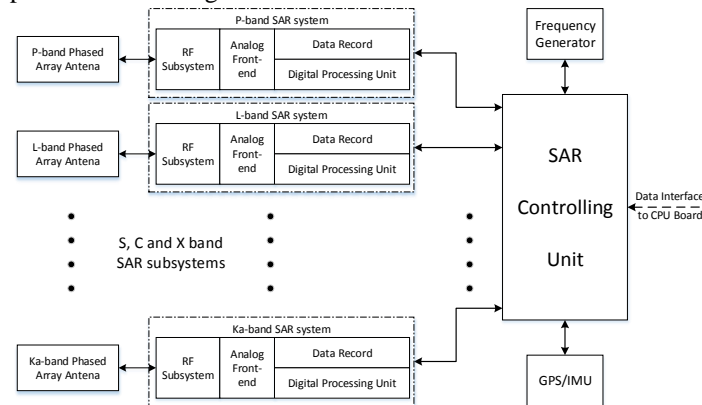 P-band SAR system
P-band Phased
Array Antena
RF
Subsystem
Analog
Front-
end
Data Record
Digital Processing Unit
Frequency
Generator
L-band SAR system
L-band Phased
Array Antena
RF
Subsystem
Analog
Front-
end
Data Record
Digital Processing Unit
SAR
Controlling
Unit
Data Interface
to CPU Board
S, C and X band
SAR subsystems
Ka-band SAR system
Ka-band Phased
Array Antena
RF
Subsystem
Analog
Front-
end
Data Record
Digital Processing Unit
GPS/IMU